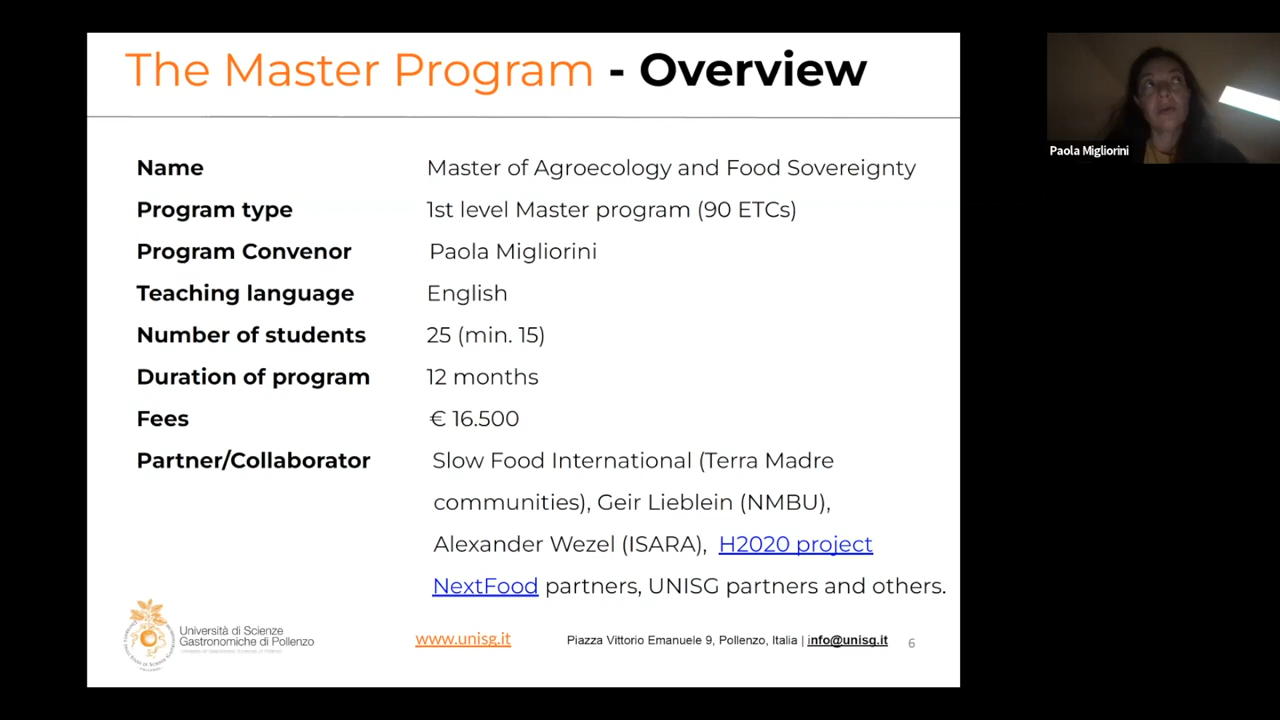 The Master Program - Overview
Name Master of Agroecology and Food Sovereignty
Program type 1st level Master program (90 ETCs)
Program Convenor Paola Migliorini
Teaching language English
Number of students 25 (min. 15)
Duration of program 12 months
Fees € 16.500
Partner/Collaborator Slow Food International (Terra Madre
communities), Geir Lieblein (NMBU),
Alexander Wezel (ISARA), H2020 project
NextFood partners, UNISG partners and others.
Università di Scienze
Gastronomiche di Pollenzo
www.unisg.it Piazza Vittorio Emanuele 9, Pollenzo, Italia | info@unisg.it 6
Paola Migliorini